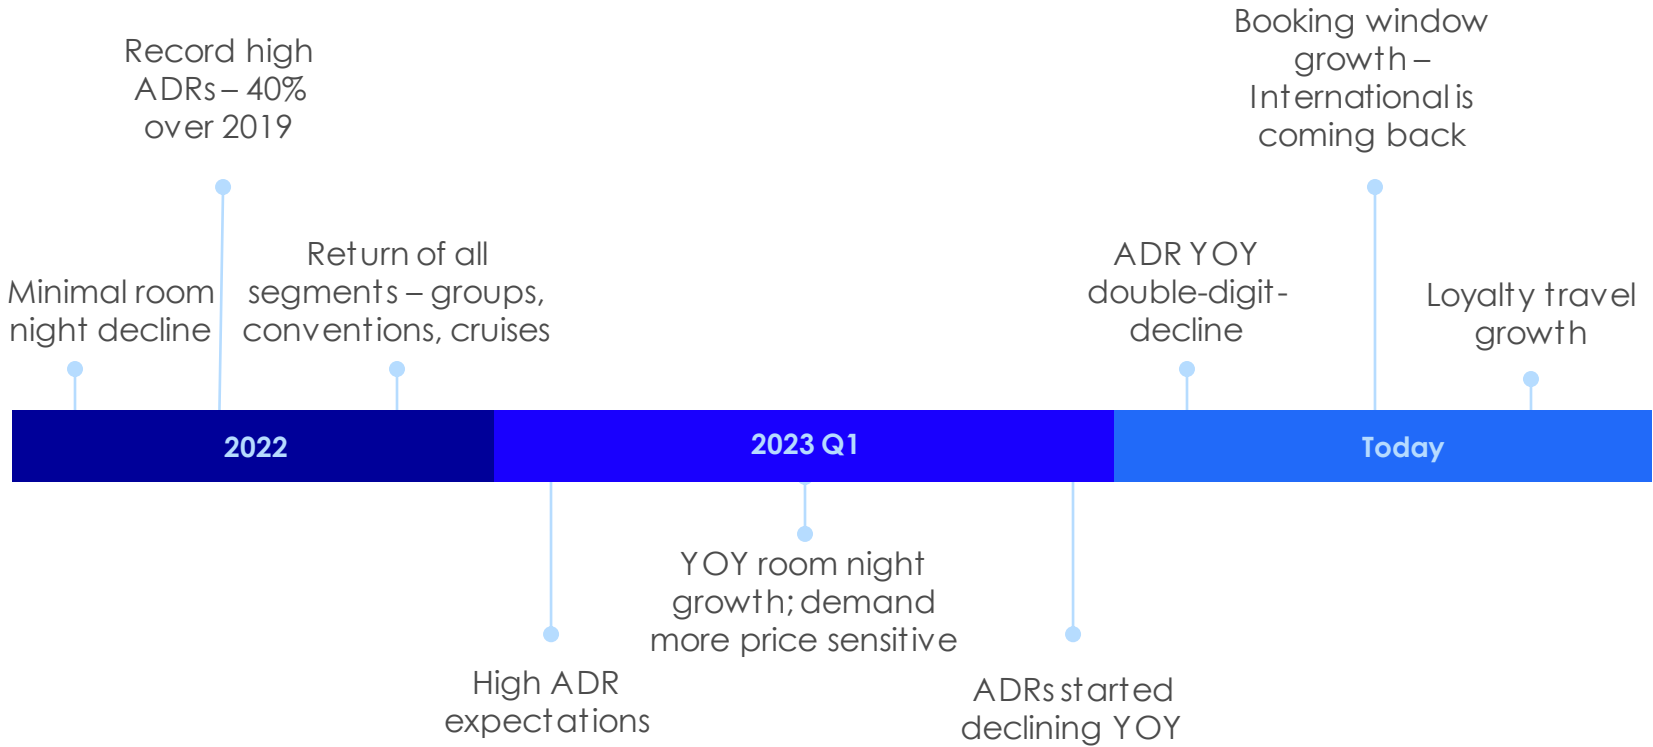 Record high
ADRs – 40%
over 2019
Minimal room
night decline
Return of all
segments – groups,
conventions, cruises
Booking window
growth –
International is
coming back
ADR YOY
double-digit-
decline
Loyalty travel
growth
2022
2023 Q1
Today
High ADR
expectations
YOY room night
growth; demand
more price sensitive
ADRs started
declining YOY